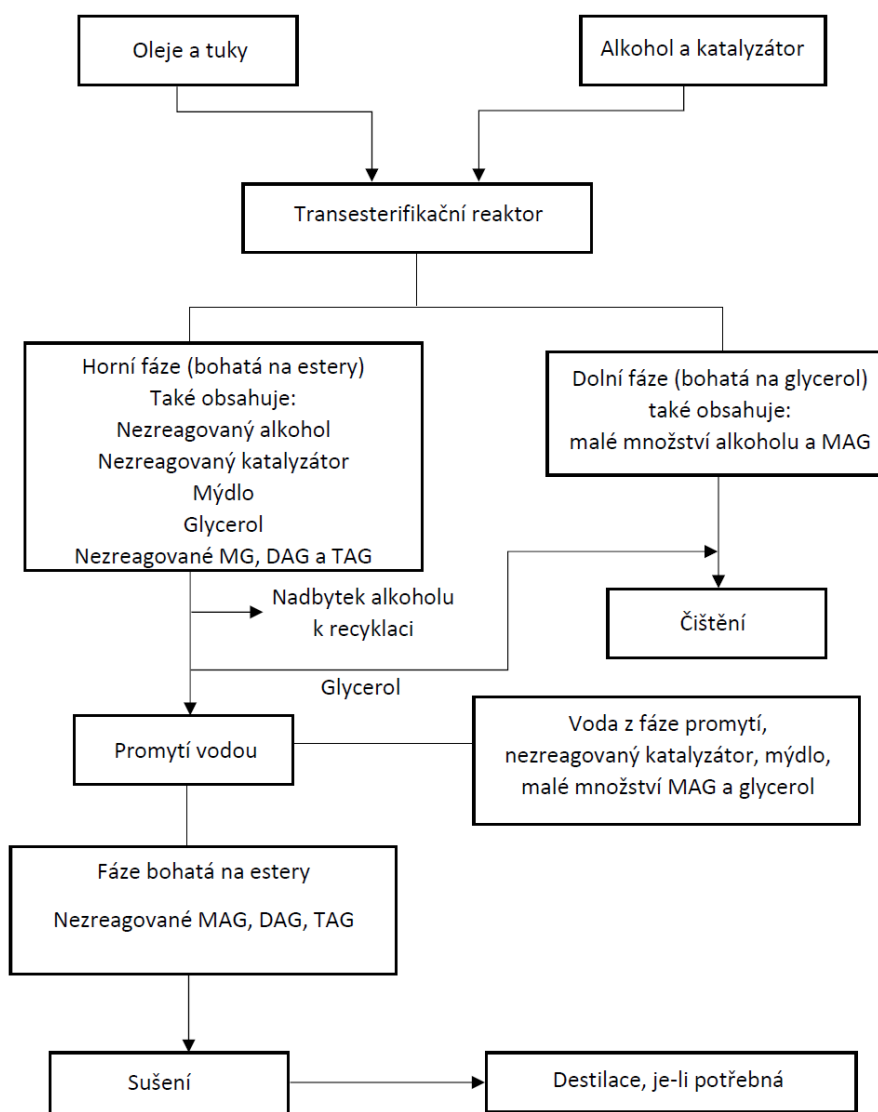 Oleje a tuky
Alkohol a katalyzátor
Transesterifikační reaktor
Horní fáze (bohatá na estery)
Také obsahuje:
Nezreagovaný alkohol
Nezreagovaný katalyzátor
Mýdlo
Glycerol
Nezreagované MG, DAG a TAG
Dolní fáze (bohatá na glycerol)
také obsahuje:
malé množství alkoholu a MAG
Nadbytek alkoholu
k recyklaci
Čištění
Glycerol
Promytí vodou
Voda z fáze promytí,
nezreagovaný katalyzátor, mýdlo,
malé množství MAG a glycerol
Fáze bohatá na estery
Nezreagované MAG, DAG, TAG
Sušení
Destilace, je-li potřebná